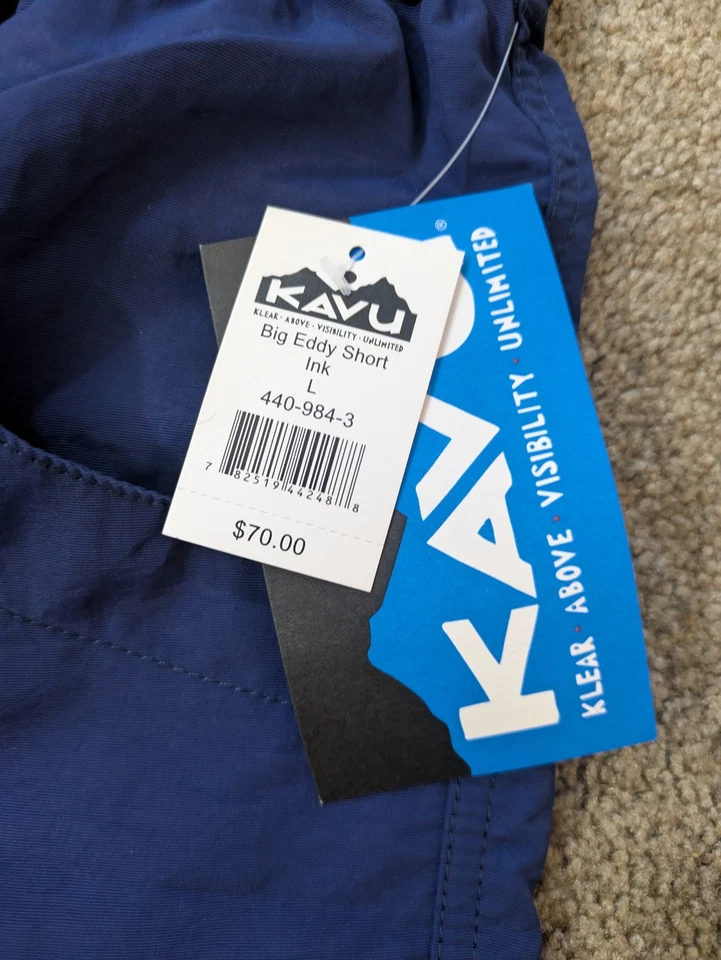 KAVU
KLEAR · ABOVE · VISIBILITY · UNLIMITED
Big Eddy Short
Ink
L
440-984-3
7 82519 44248 8
$70.00
KAVU®
KLEAR · ABOVE · VISIBILITY · UNLIMITED